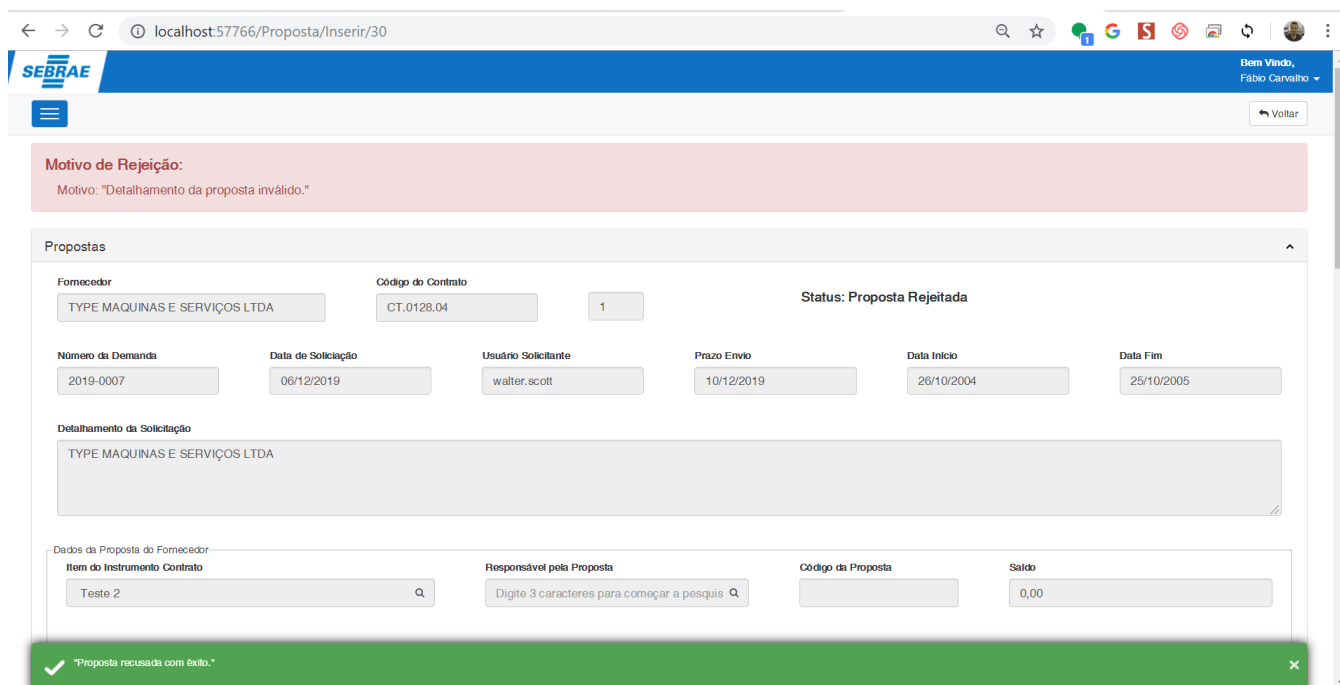 localhost:57766/Proposta/Inserir/30
1
SEBRAE
Bem Vindo,
Fábio Carvalho
Voltar
Motivo de Rejeição:
Motivo: "Detalhamento da proposta inválido."
Propostas
Fornecedor
Código do Contrato
TYPE MAQUINAS E SERVIÇOS LTDA
CT.0128.04
1
Status: Proposta Rejeitada
Número da Demanda
Data de Soliciação
Usuário Solicitante
Prazo Envio
Data Início
Data Fim
2019-0007
06/12/2019
walter.scott
10/12/2019
26/10/2004
25/10/2005
Detalhamento da Solicitação
TYPE MAQUINAS E SERVIÇOS LTDA
Dados da Proposta do Fornecedor
Item do Instrumento Contrato
Responsável pela Proposta
Código da Proposta
Saldo
Teste 2
Digite 3 caracteres para começar a pesquis
0,00
"Proposta recusada com êxito."